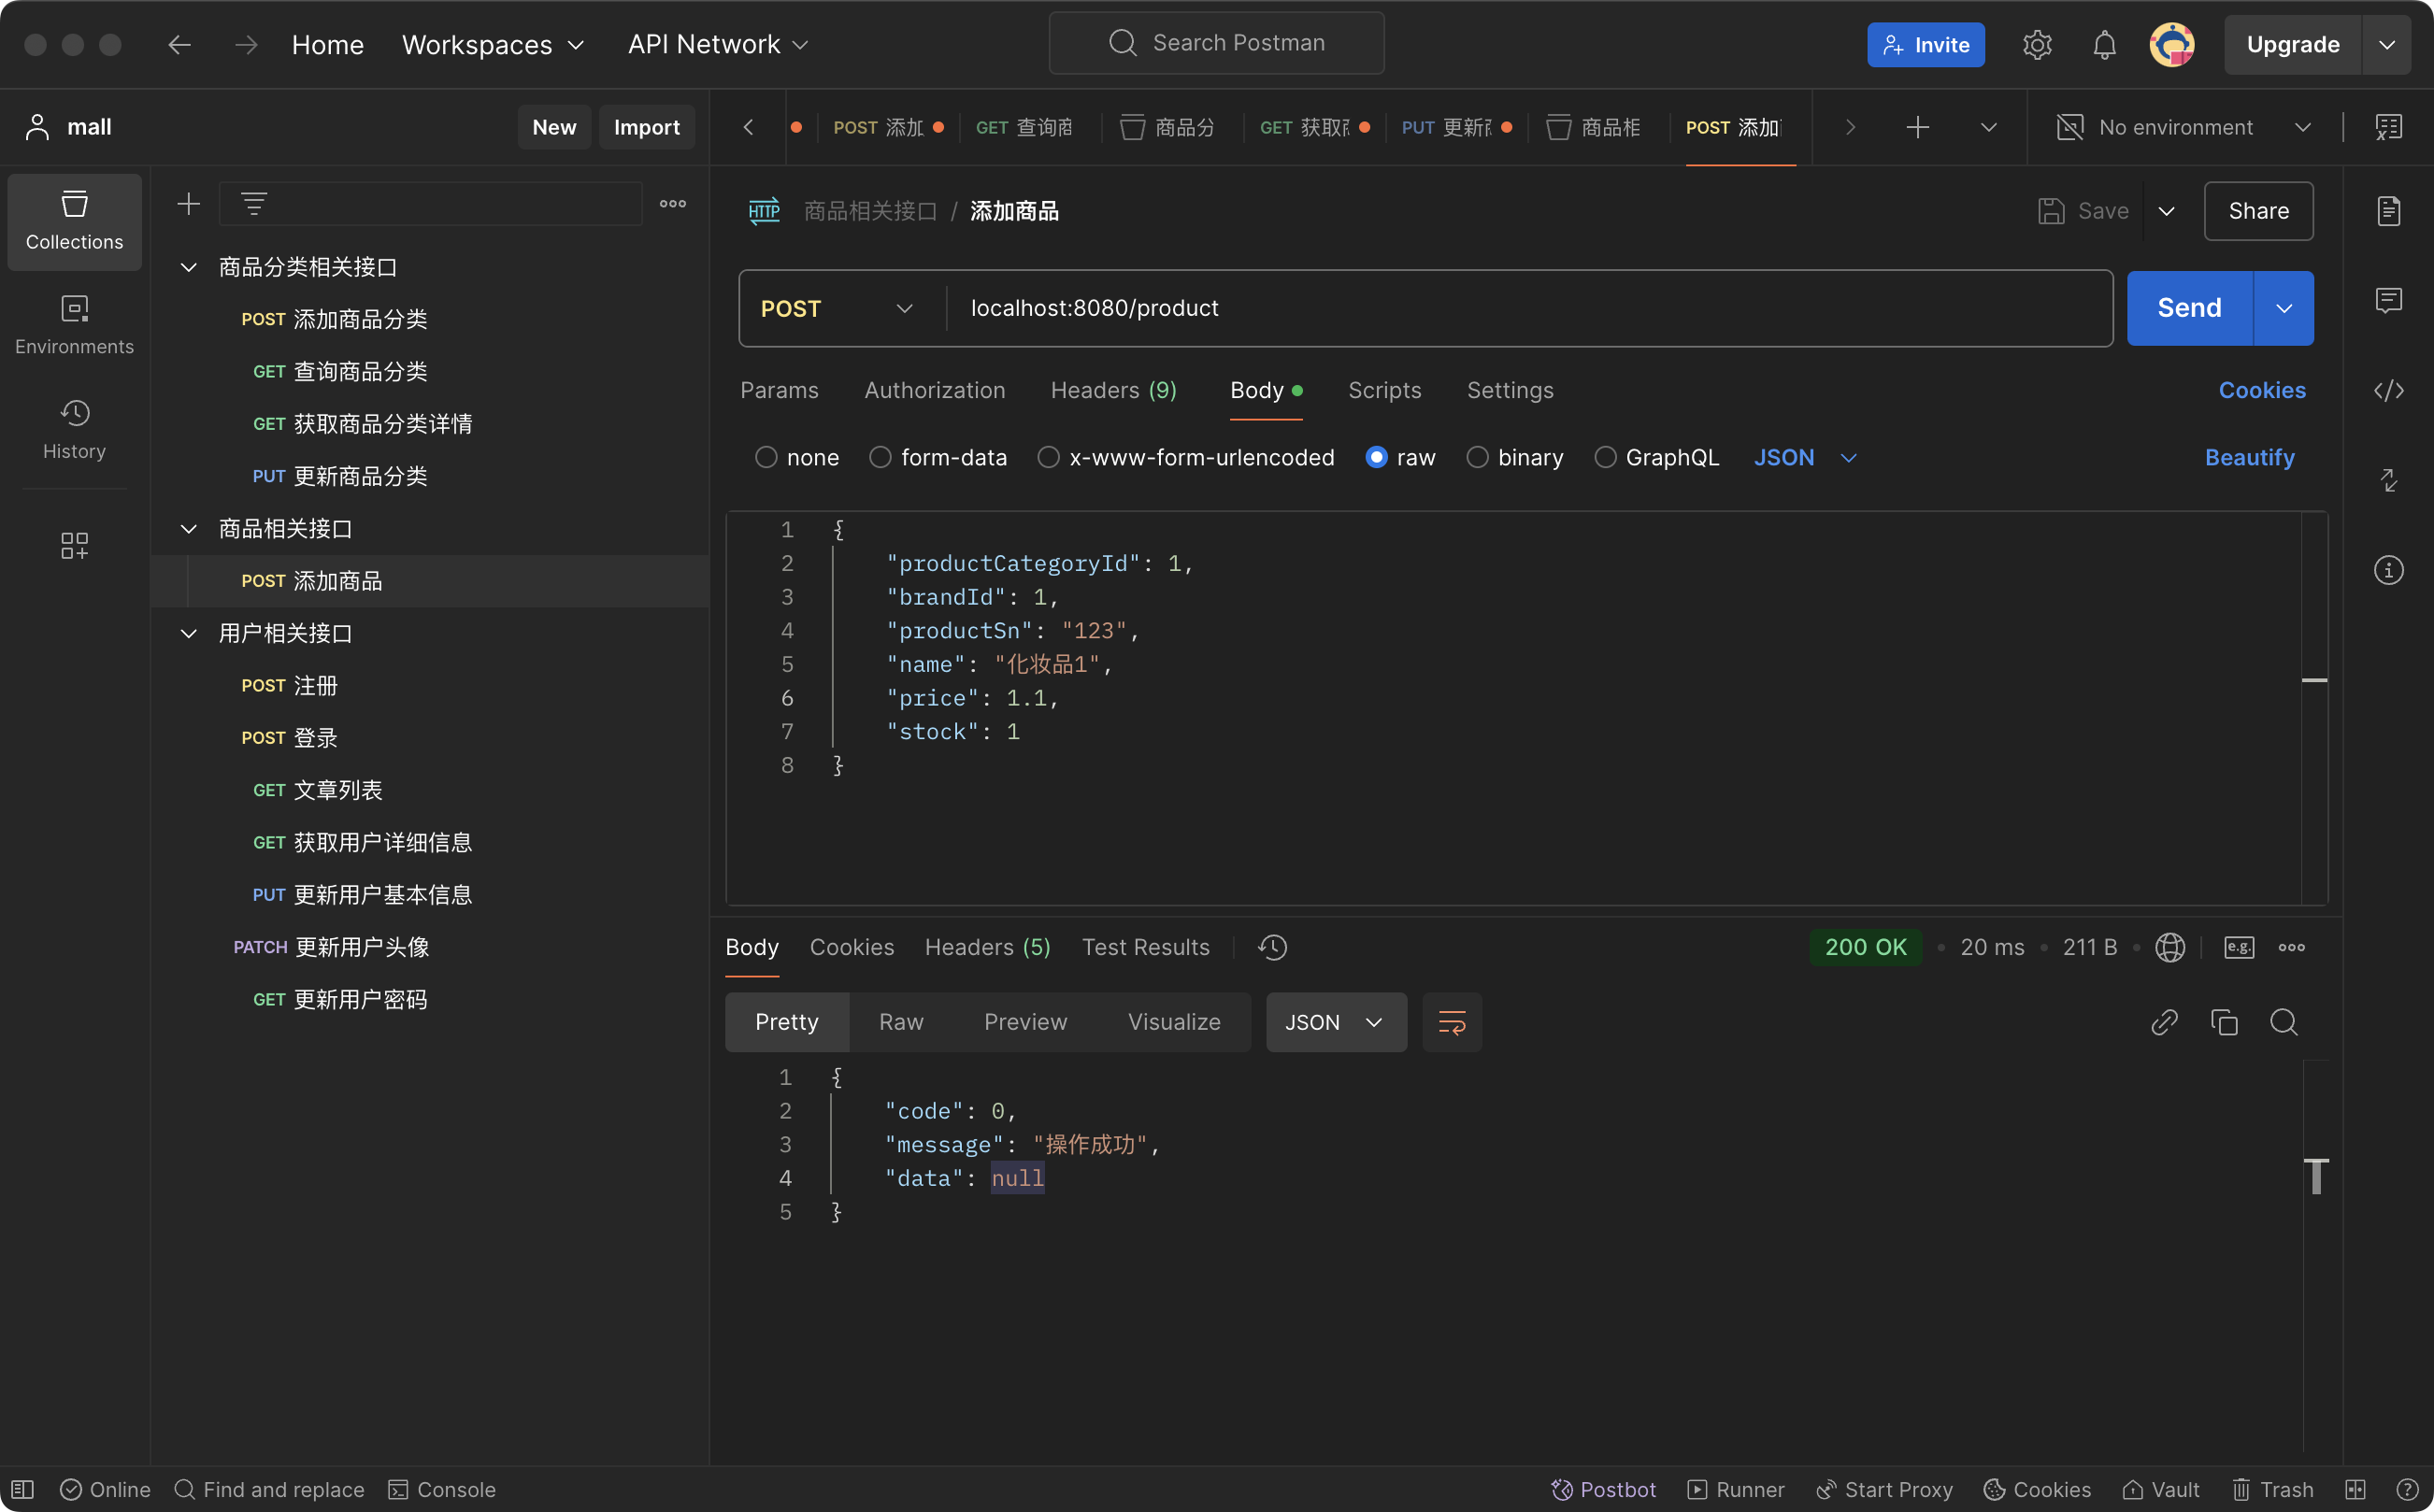 Home Workspaces API Network Search Postman Invite Upgrade
mall New Import
POST 添加 GET 查询商 商品分 GET 获取 PUT 更新 商品相 POST 添加 No environment
Collections
Environments
History
商品分类相关接口
POST 添加商品分类
GET 查询商品分类
GET 获取商品分类详情
PUT 更新商品分类
商品相关接口
POST 添加商品
用户相关接口
POST 注册
POST 登录
GET 文章列表
GET 获取用户详细信息
PUT 更新用户基本信息
PATCH 更新用户头像
GET 更新用户密码
HTTP 商品相关接口 / 添加商品 Save Share
POST localhost:8080/product Send
Params Authorization Headers (9) Body Scripts Settings Cookies
none form-data x-www-form-urlencoded raw binary GraphQL JSON Beautify
1 {
2 "productCategoryId": 1,
3 "brandId": 1,
4 "productSn": "123",
5 "name": "化妆品1",
6 "price": 1.1,
7 "stock": 1
8 }
Body Cookies Headers (5) Test Results 200 OK 20 ms 211 B e.g.
Pretty Raw Preview Visualize JSON
1 {
2 "code": 0,
3 "message": "操作成功",
4 "data": null
5 }
Online Find and replace Console Postbot Runner Start Proxy Cookies Vault Trash